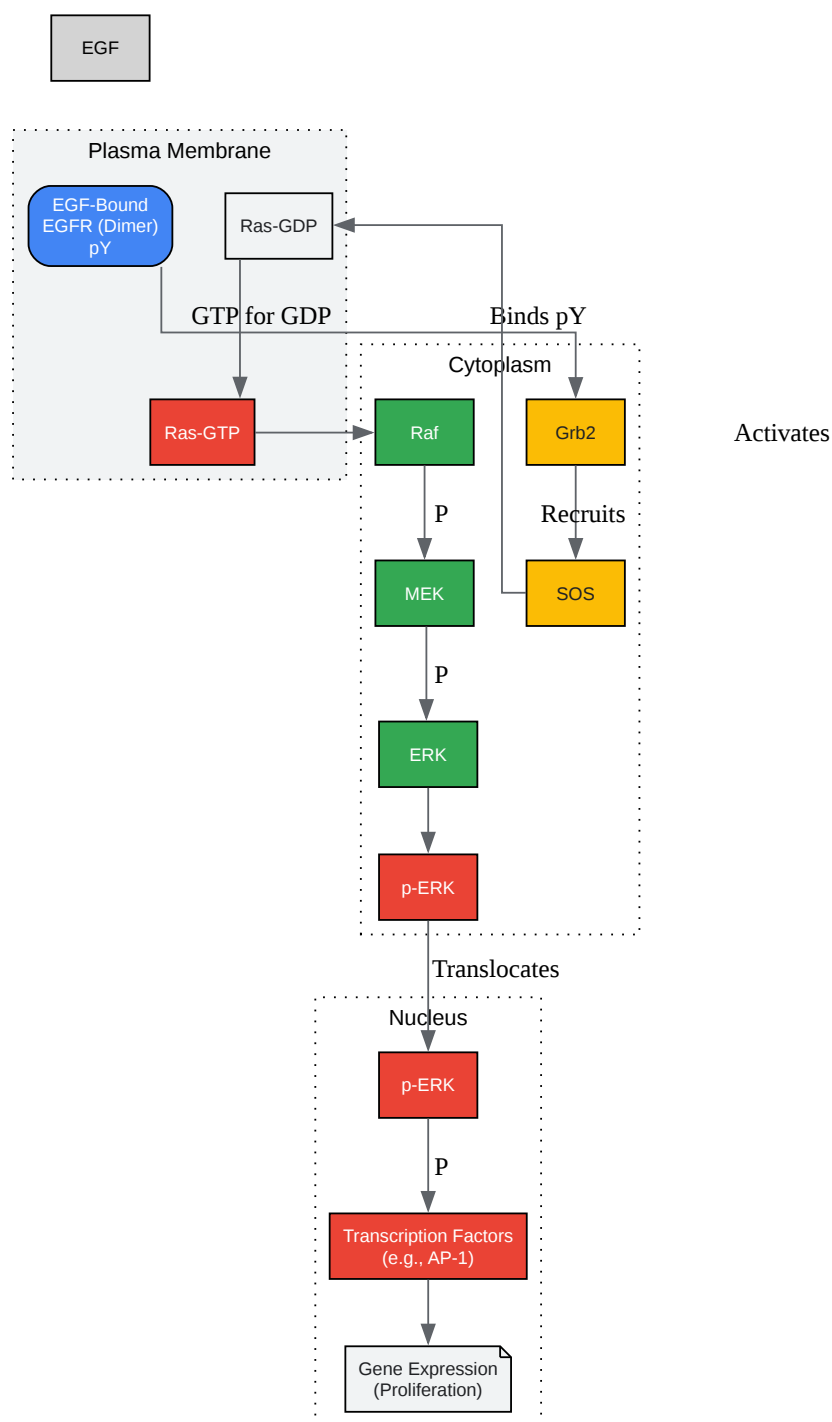 EGF
Plasma Membrane
EGF-Bound
EGFR (Dimer)
pY
Ras-GDP
GTP for GDP
Binds pY
Cytoplasm
Ras-GTP
Raf
Grb2
Activates
P
Recruits
MEK
SOS
P
ERK
p-ERK
Translocates
Nucleus
p-ERK
P
Transcription Factors
(e.g., AP-1)
Gene Expression
(Proliferation)